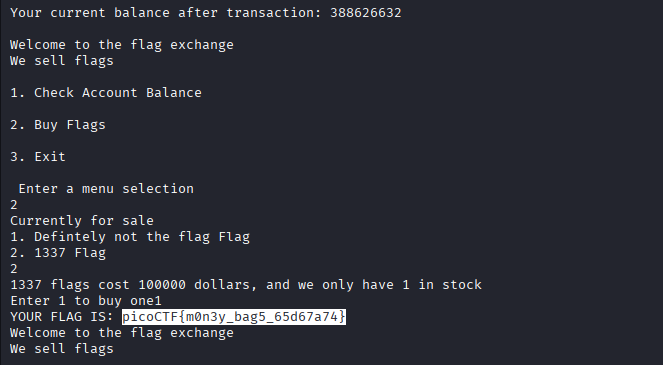 Your current balance after transaction: 388626632
Welcome to the flag exchange
We sell flags
1. Check Account Balance
2. Buy Flags
3. Exit
Enter a menu selection
2
Currently for sale
1. Defintely not the flag Flag
2. 1337 Flag
2
1337 flags cost 100000 dollars, and we only have 1 in stock
Enter 1 to buy one1
YOUR FLAG IS: picoCTF{m0n3y_bag5_65d67a74}
Welcome to the flag exchange
We sell flags